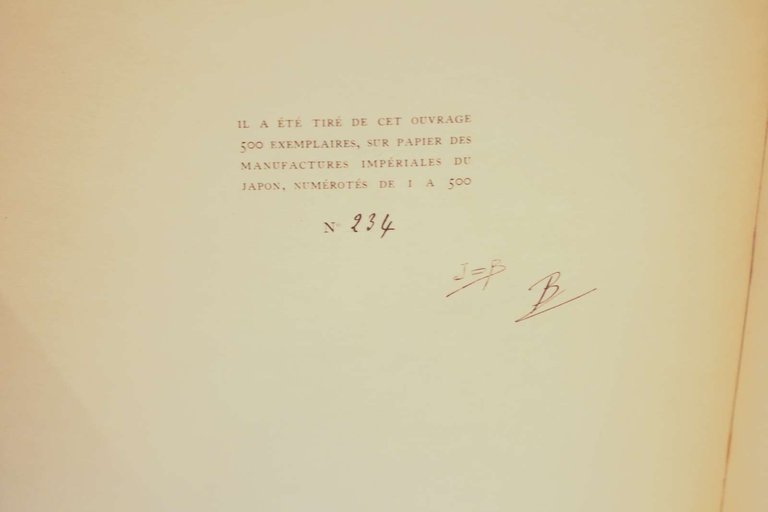 IL A ÉTÉ TIRÉ DE CET OUVRAGE
500 EXEMPLAIRES, SUR PAPIER DES
MANUFACTURES IMPÉRIALES DU
JAPON, NUMÉROTÉS DE 1 A 500
N° 234
J=B
B